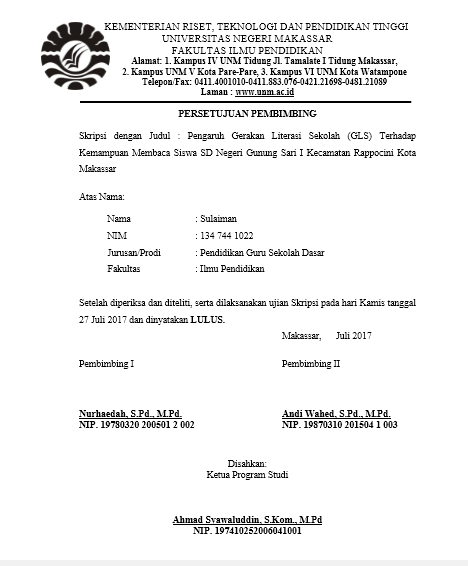 KEMENTERIAN RISET, TEKNOLOGI DAN PENDIDIKAN TINGGI
UNIVERSITAS NEGERI MAKASSAR
FAKULTAS ILMU PENDIDIKAN
Alamat: 1. Kampus IV UNM Tidung Jl. Tamalate I Tidung Makassar,
2. Kampus UNM V Kota Pare-Pare, 3. Kampus VI UNM Kota Watampone
Telepon/Fax: 0411.4001010-0411.883.076-0421.21698-0481.21089
Laman : www.unm.ac.id
PERSETUJUAN PEMBIMBING
Skripsi dengan Judul : Pengaruh Gerakan Literasi Sekolah (GLS) Terhadap
Kemampuan Membaca Siswa SD Negeri Gunung Sari I Kecamatan Rappocini Kota
Makassar
Atas Nama:
Nama : Sulaiman
NIM : 134 744 1022
Jurusan/Prodi : Pendidikan Guru Sekolah Dasar
Fakultas : Ilmu Pendidikan
Setelah diperiksa dan diteliti, serta dilaksanakan ujian Skripsi pada hari Kamis tanggal
27 Juli 2017 dan dinyatakan LULUS.
Makassar, Juli 2017
Pembimbing I Pembimbing II
Nurhaedah, S.Pd., M.Pd. Andi Wahed, S.Pd., M.Pd.
NIP. 19780320 200501 2 002 NIP. 19870310 201504 1 003
Disahkan:
Ketua Program Studi
Ahmad Syawaluddin, S.Kom., M.Pd
NIP. 197410252006041001